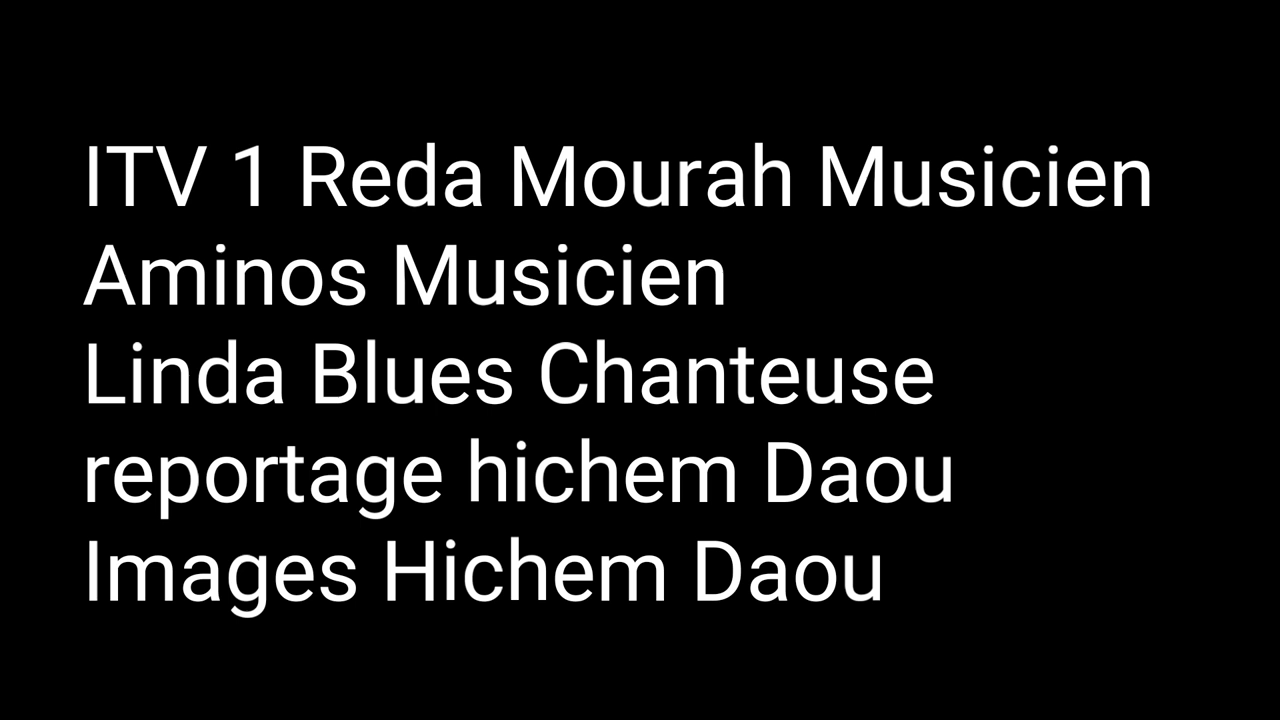 ITV 1 Reda Mourah Musicien
Aminos Musicien
Linda Blues Chanteuse
reportage hichem Daou
Images Hichem Daou